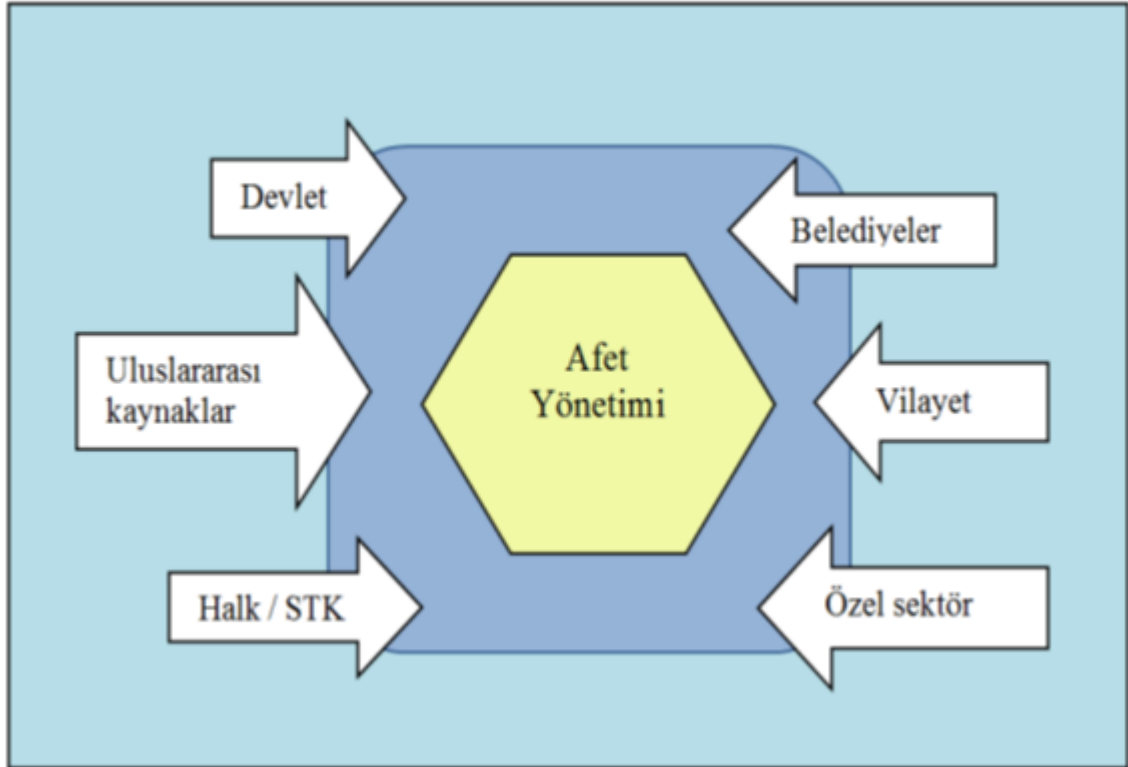 Devlet
Belediyeler
Afet
Yönetimi
Uluslararası
kaynaklar
Vilayet
Halk / STK
Özel sektör